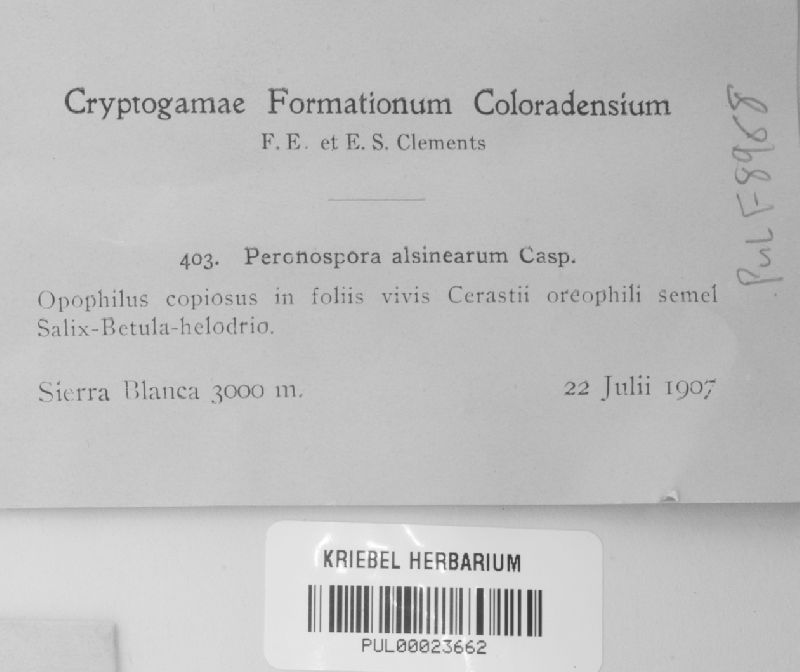 Cryptogamae Formationum Coloradensium
F. E. et E. S. Clements
403. Peronospora alsinearum Casp.
Opophilus copiosus in foliis vivis Cerastii oreophili semel
Salix-Betula-helodrio.
Sierra Blanca 3000 m. 22 Julii 1907
PUL F8968
KRIEBEL HERBARIUM
PUL00023662